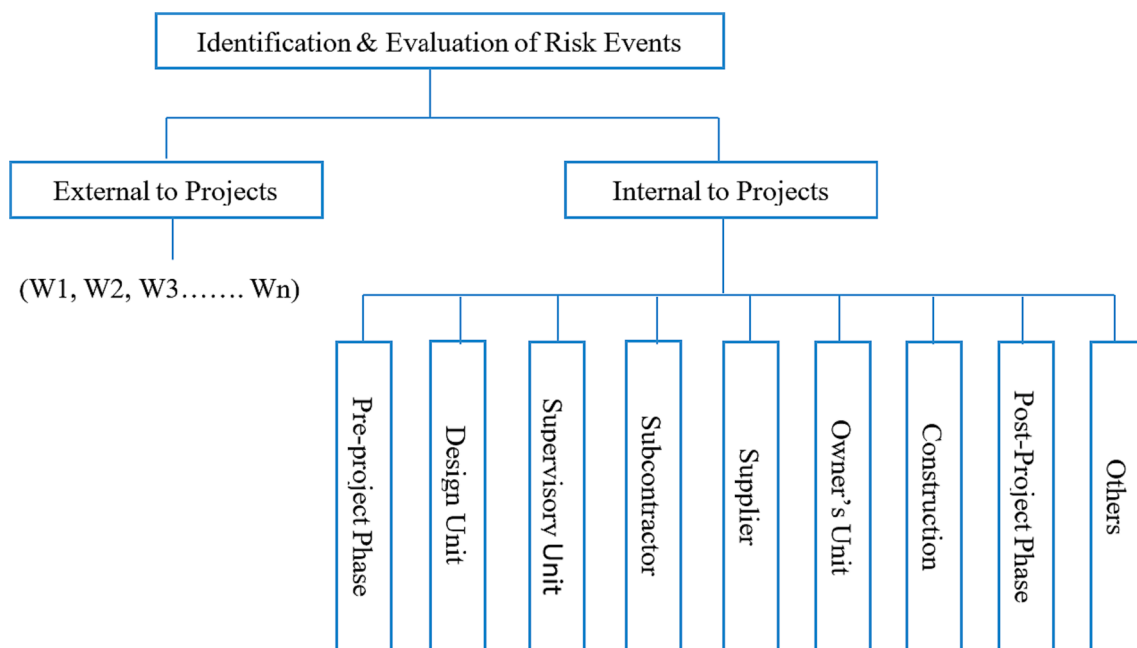 Identification & Evaluation of Risk Events
External to Projects
Internal to Projects
(W1, W2, W3……. Wn)
Pre-project Phase
Design Unit
Supervisory Unit
Subcontractor
Supplier
Owner’s Unit
Construction
Post-Project Phase
Others